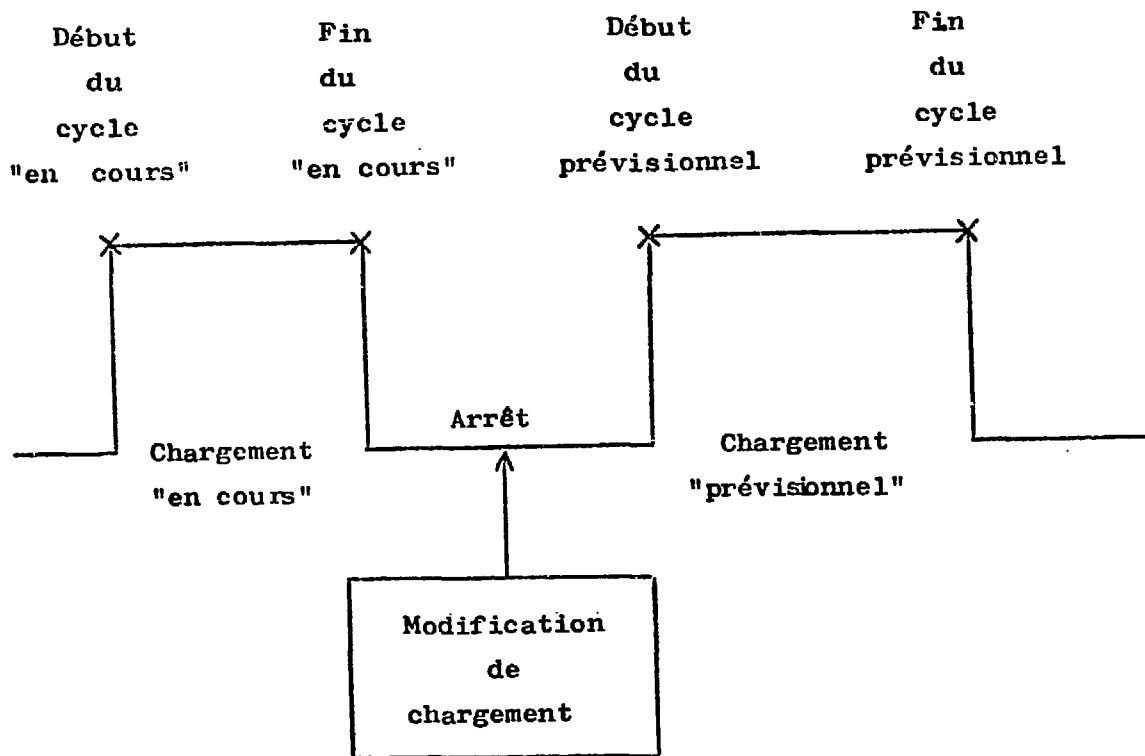 Début
du
cycle
"en cours"
Fin
du
cycle
"en cours"
Début
du
cycle
prévisionnel
Fin
du
cycle
prévisionnel
Arrêt
Chargement
"en cours"
Chargement
"prévisionnel"
Modification
de
chargement